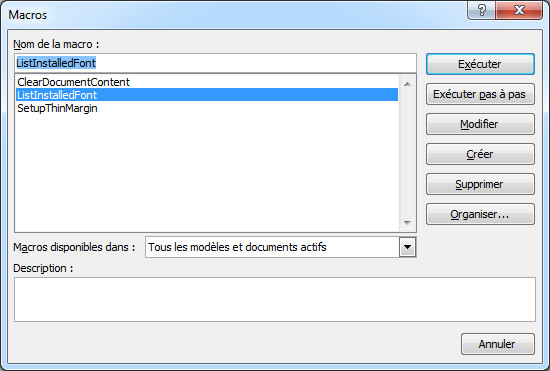 Macros
Nom de la macro :
ListInstalledFont
Exécuter
ClearDocumentContent
ListInstalledFont
SetupThinMargin
Exécuter pas à pas
Modifier
Créer
Supprimer
Organiser...
Macros disponibles dans :
Tous les modèles et documents actifs
Description :
Annuler